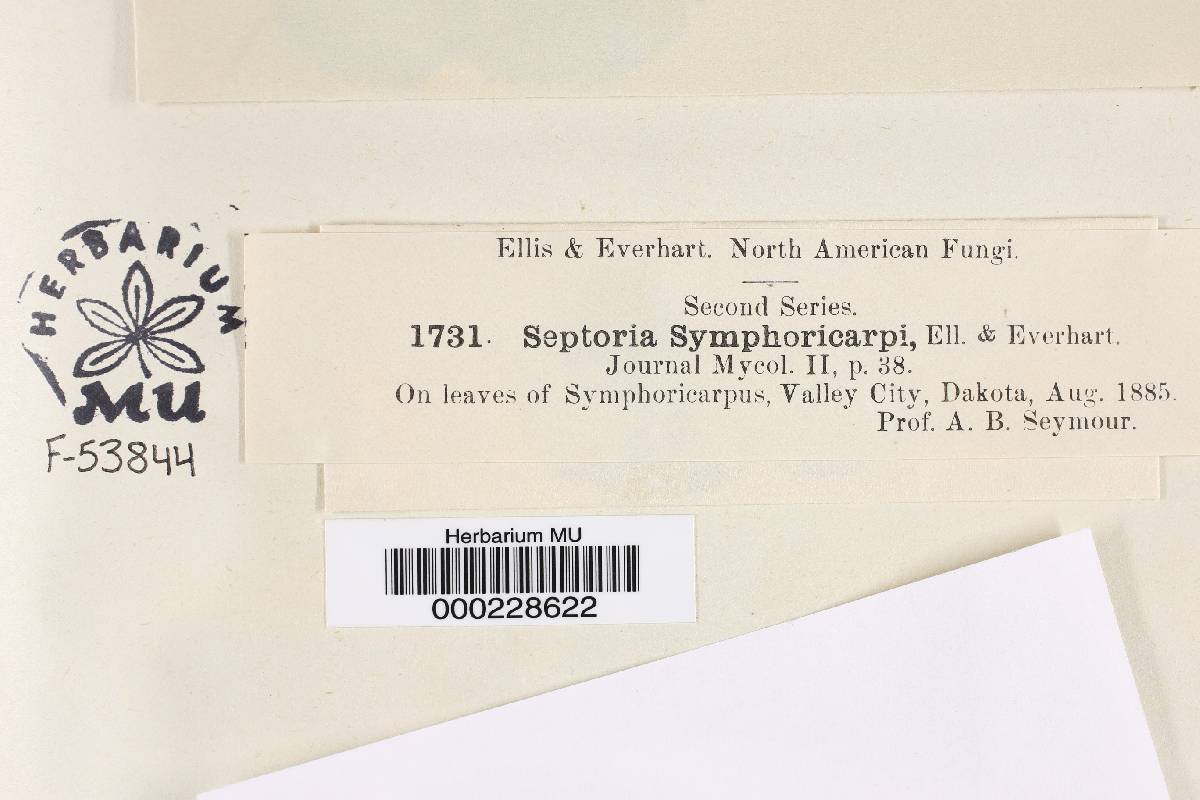 HERBARIUM
MU
F-53844
Ellis & Everhart. North American Fungi.
Second Series.
1731. Septoria Symphoricarpi, Ell. & Everhart.
Journal Mycol. II, p. 38.
On leaves of Symphoricarpus, Valley City, Dakota, Aug. 1885.
Prof. A. B. Seymour.
Herbarium MU
000228622